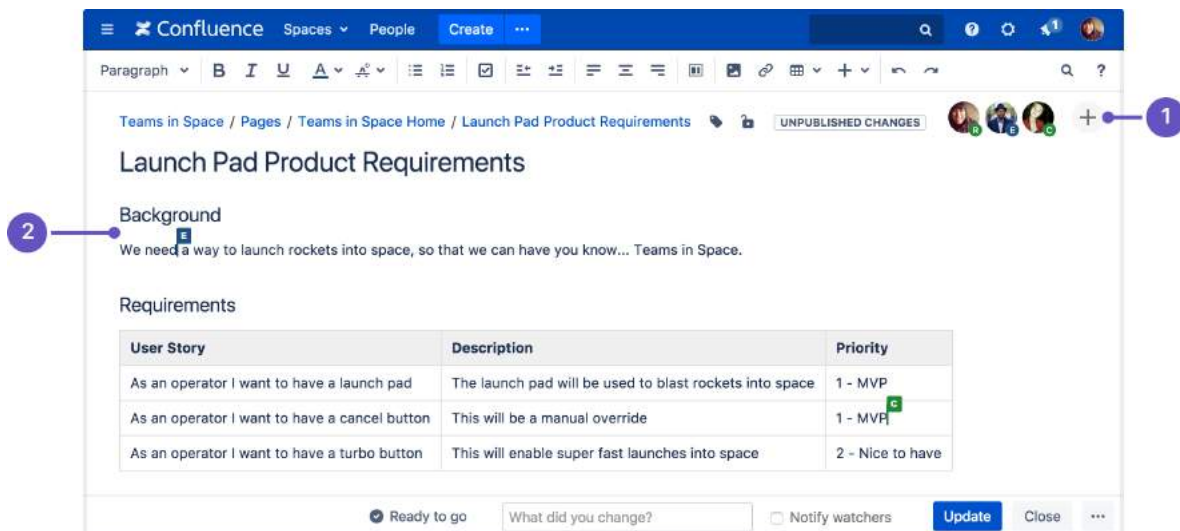 Confluence Spaces People Create ... 1
Paragraph B I U A A ?
Teams in Space / Pages / Teams in Space Home / Launch Pad Product Requirements UNPUBLISHED CHANGES R E C 1
Launch Pad Product Requirements
Background
2
E
We need a way to launch rockets into space, so that we can have you know... Teams in Space.
Requirements
User Story Description Priority
As an operator I want to have a launch pad The launch pad will be used to blast rockets into space 1 - MVP
C
As an operator I want to have a cancel button This will be a manual override 1 - MVP
As an operator I want to have a turbo button This will enable super fast launches into space 2 - Nice to have
Ready to go What did you change? Notify watchers Update Close ...